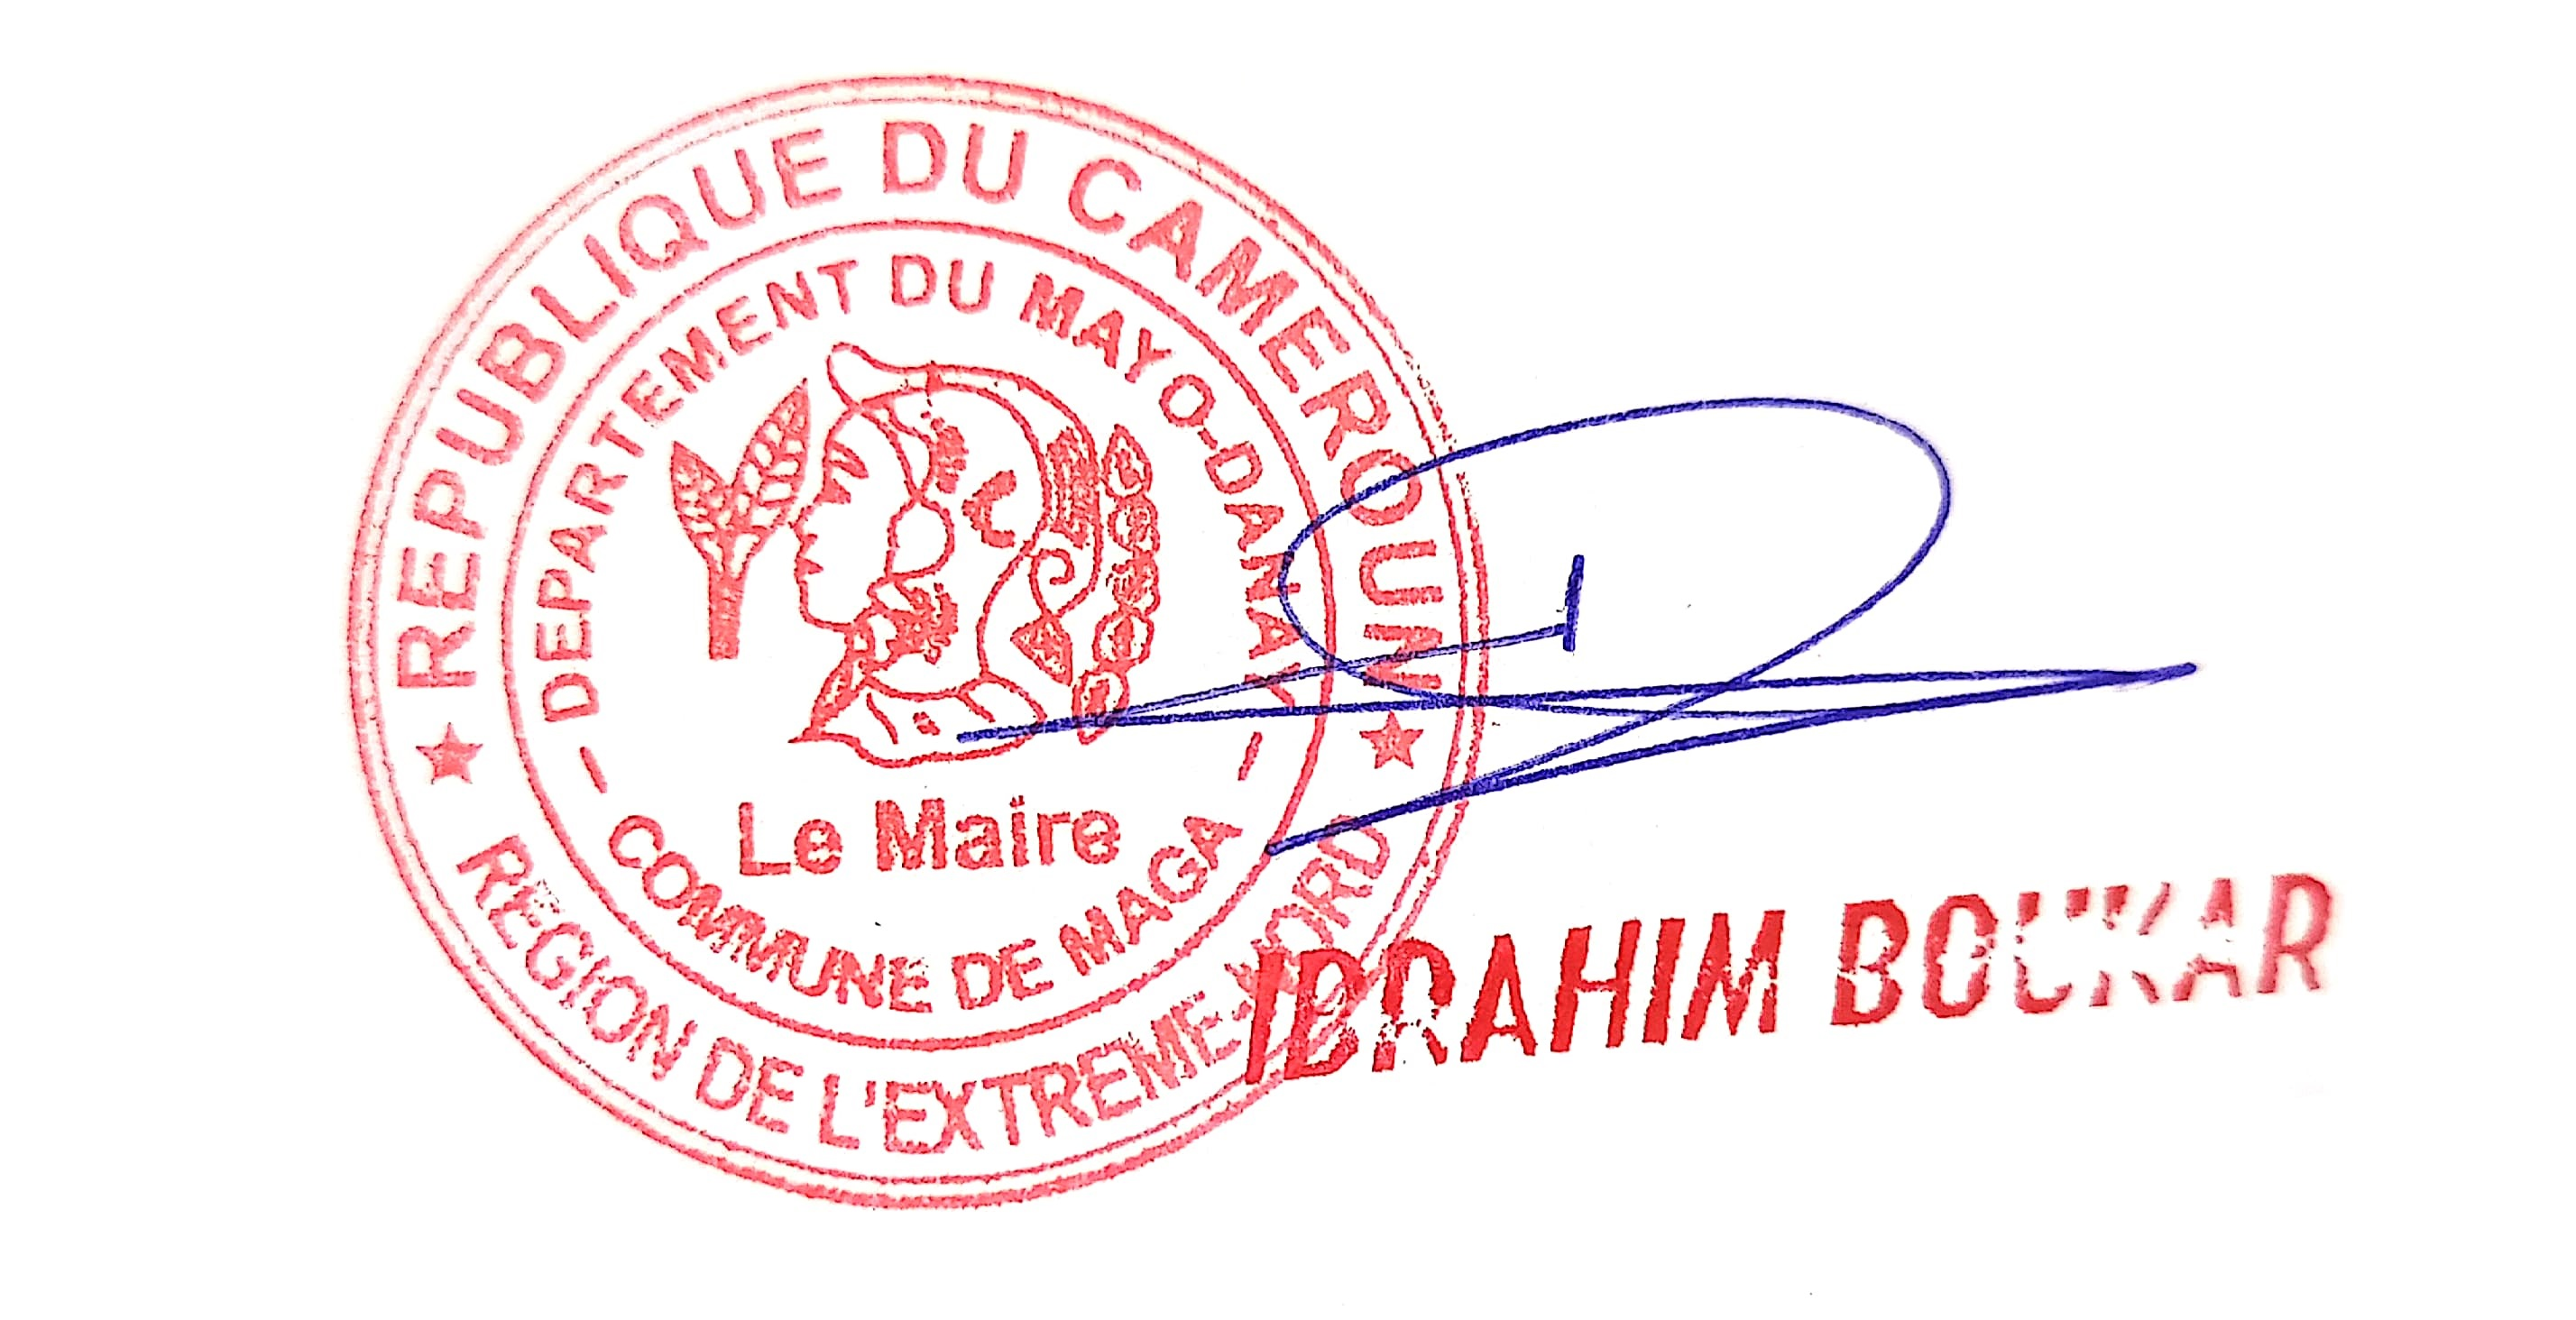 REPUBLIQUE DU CAMEROUN
DEPARTEMENT DU MAYO-DANAY
Le Maire
COMMUNE DE MAGA
REGION DE L'EXTREME-NORD
IBRAHIM BOUKAR